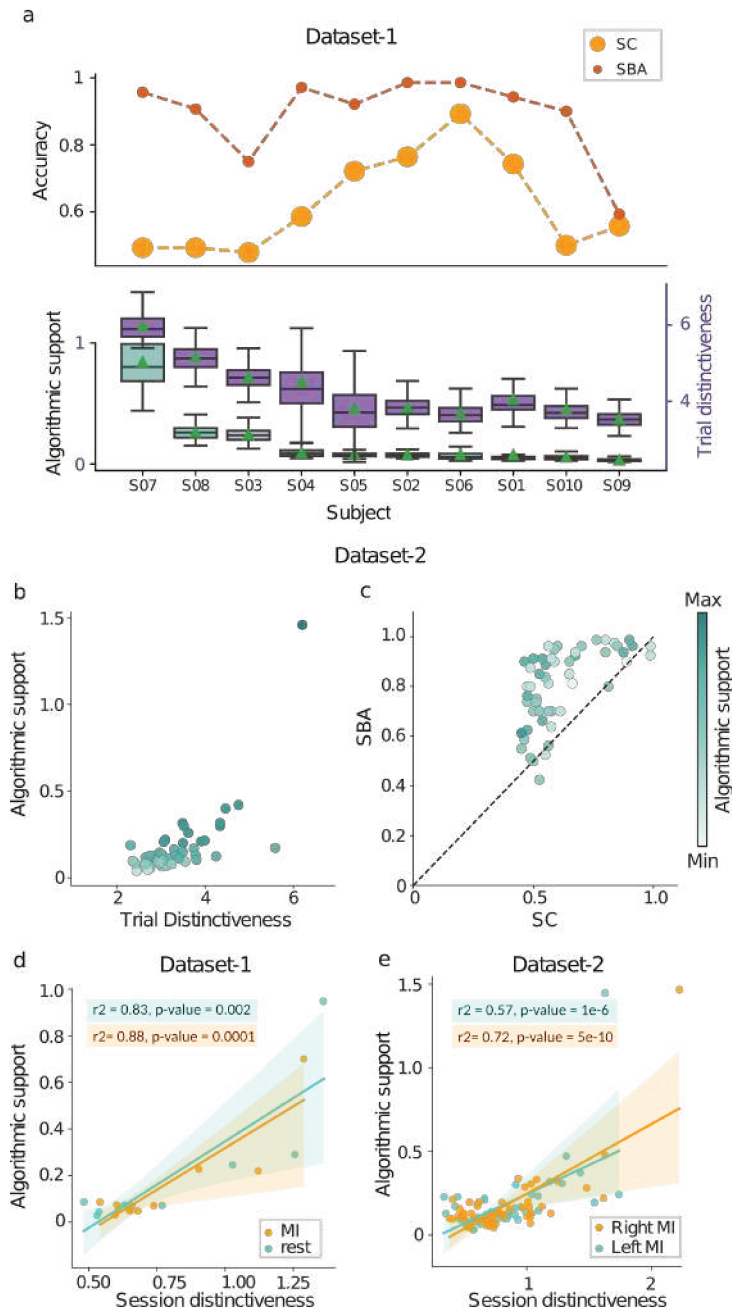 a
Dataset-1
SC
SBA
1
0.8
0.6
Accuracy
1
0
Algorithmic support
6
4
Trial distinctiveness
S07 S08 S03 S04 S05 S02 S06 S01 S010 S09
Subject
Dataset-2
b
1.5
1.0
0.5
0
Algorithmic support
2 4 6
Trial Distinctiveness
c
1.0
0.8
0.6
0.4
0.2
0
SBA
0 0.5 1.0
SC
Max
Min
Algorithmic support
d
Dataset-1
r2 = 0.83, p-value = 0.002
r2= 0.88, p-value = 0.0001
1.0
0.8
0.6
0.4
0.2
0
Algorithmic support
MI
rest
0.50 0.75 1.00 1.25
Session distinctiveness
e
Dataset-2
r2 = 0.57, p-value = 1e-6
r2= 0.72, p-value = 5e-10
1.5
1.0
0.5
0
Algorithmic support
Right MI
Left MI
1 2
Session distinctiveness